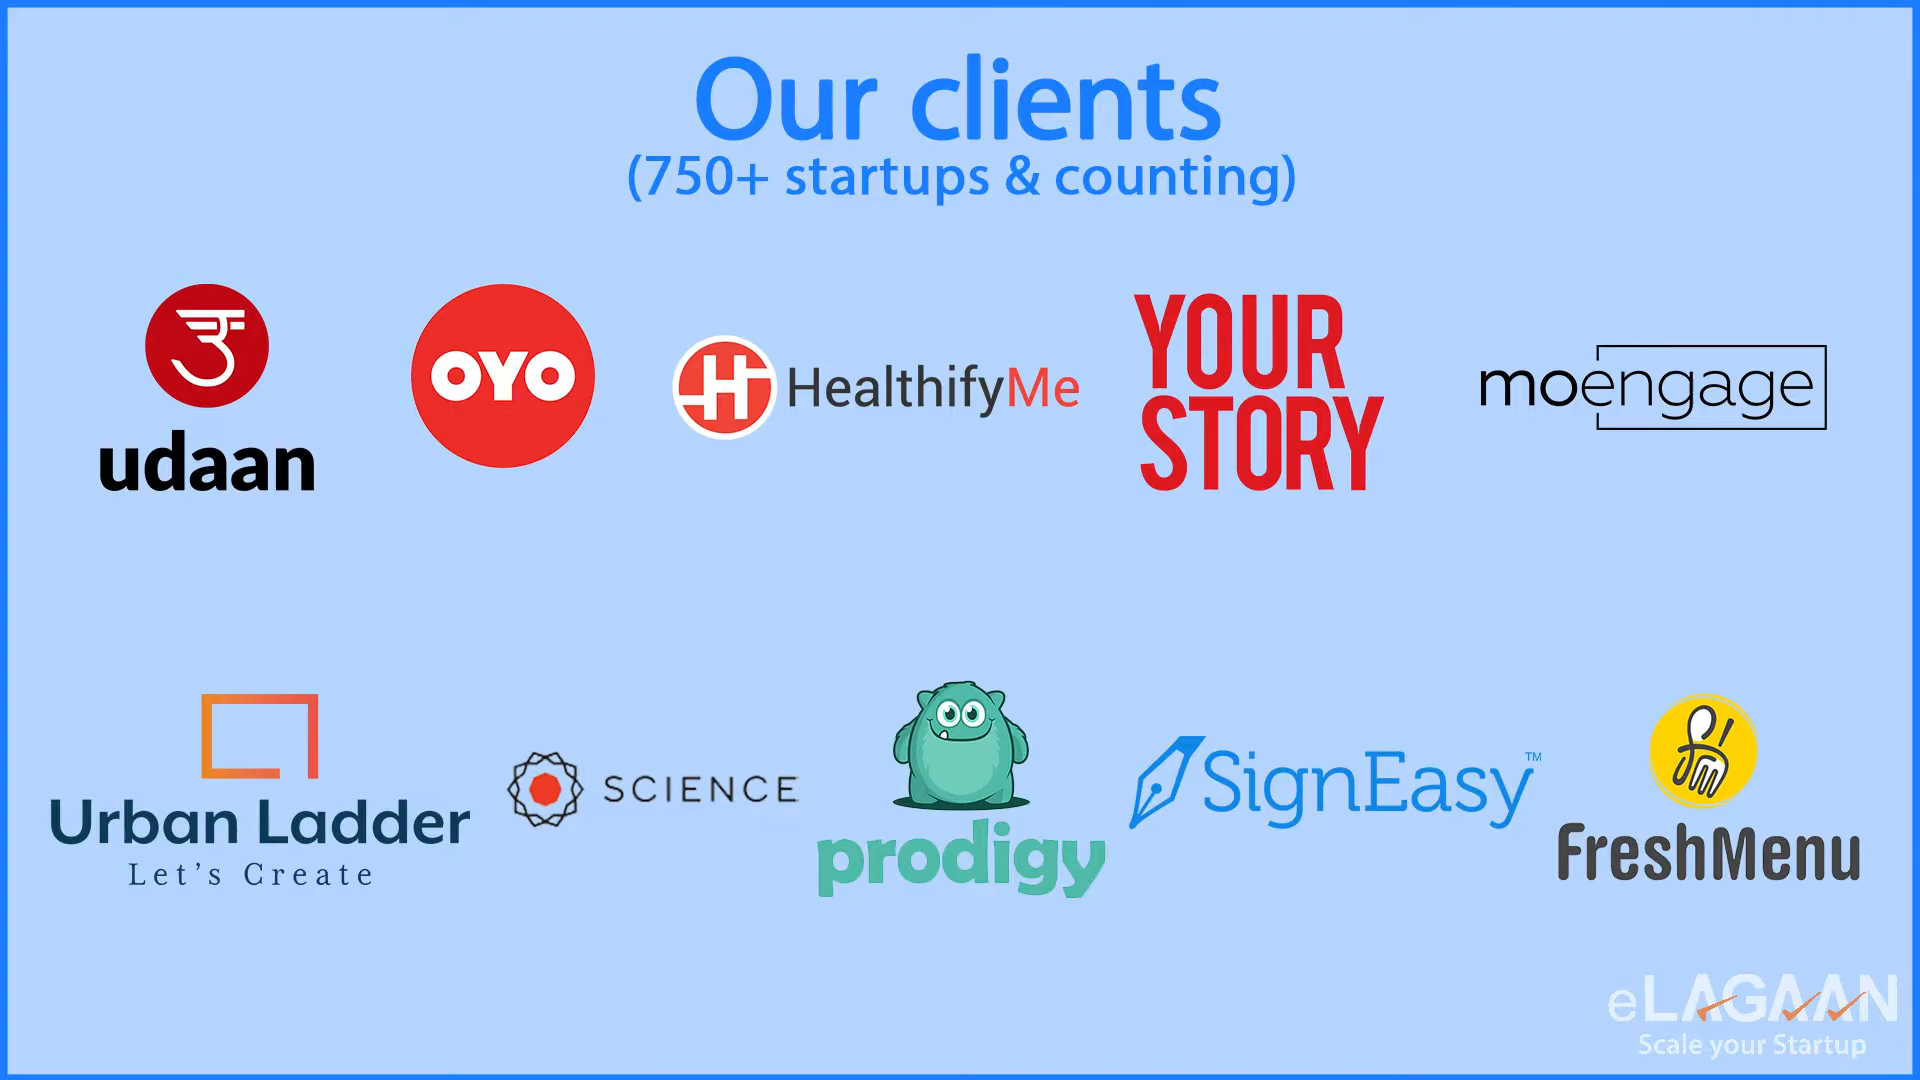 Our clients
(750+ startups & counting)
उ
udaan
OYO
H HealthifyMe
YOUR
STORY
moengage
Urban Ladder
Let's Create
SCIENCE
prodigy
SignEasy™
FreshMenu
eLAGAAN
Scale your Startup